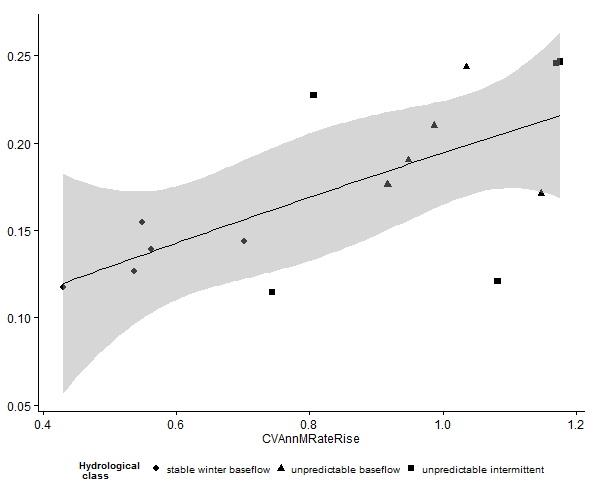 0.25
0.20
0.15
0.10
0.05
0.4 0.6 0.8 1.0 1.2
CVAnnMRateRise
Hydrological
class
stable winter baseflow unpredictable baseflow unpredictable intermittent